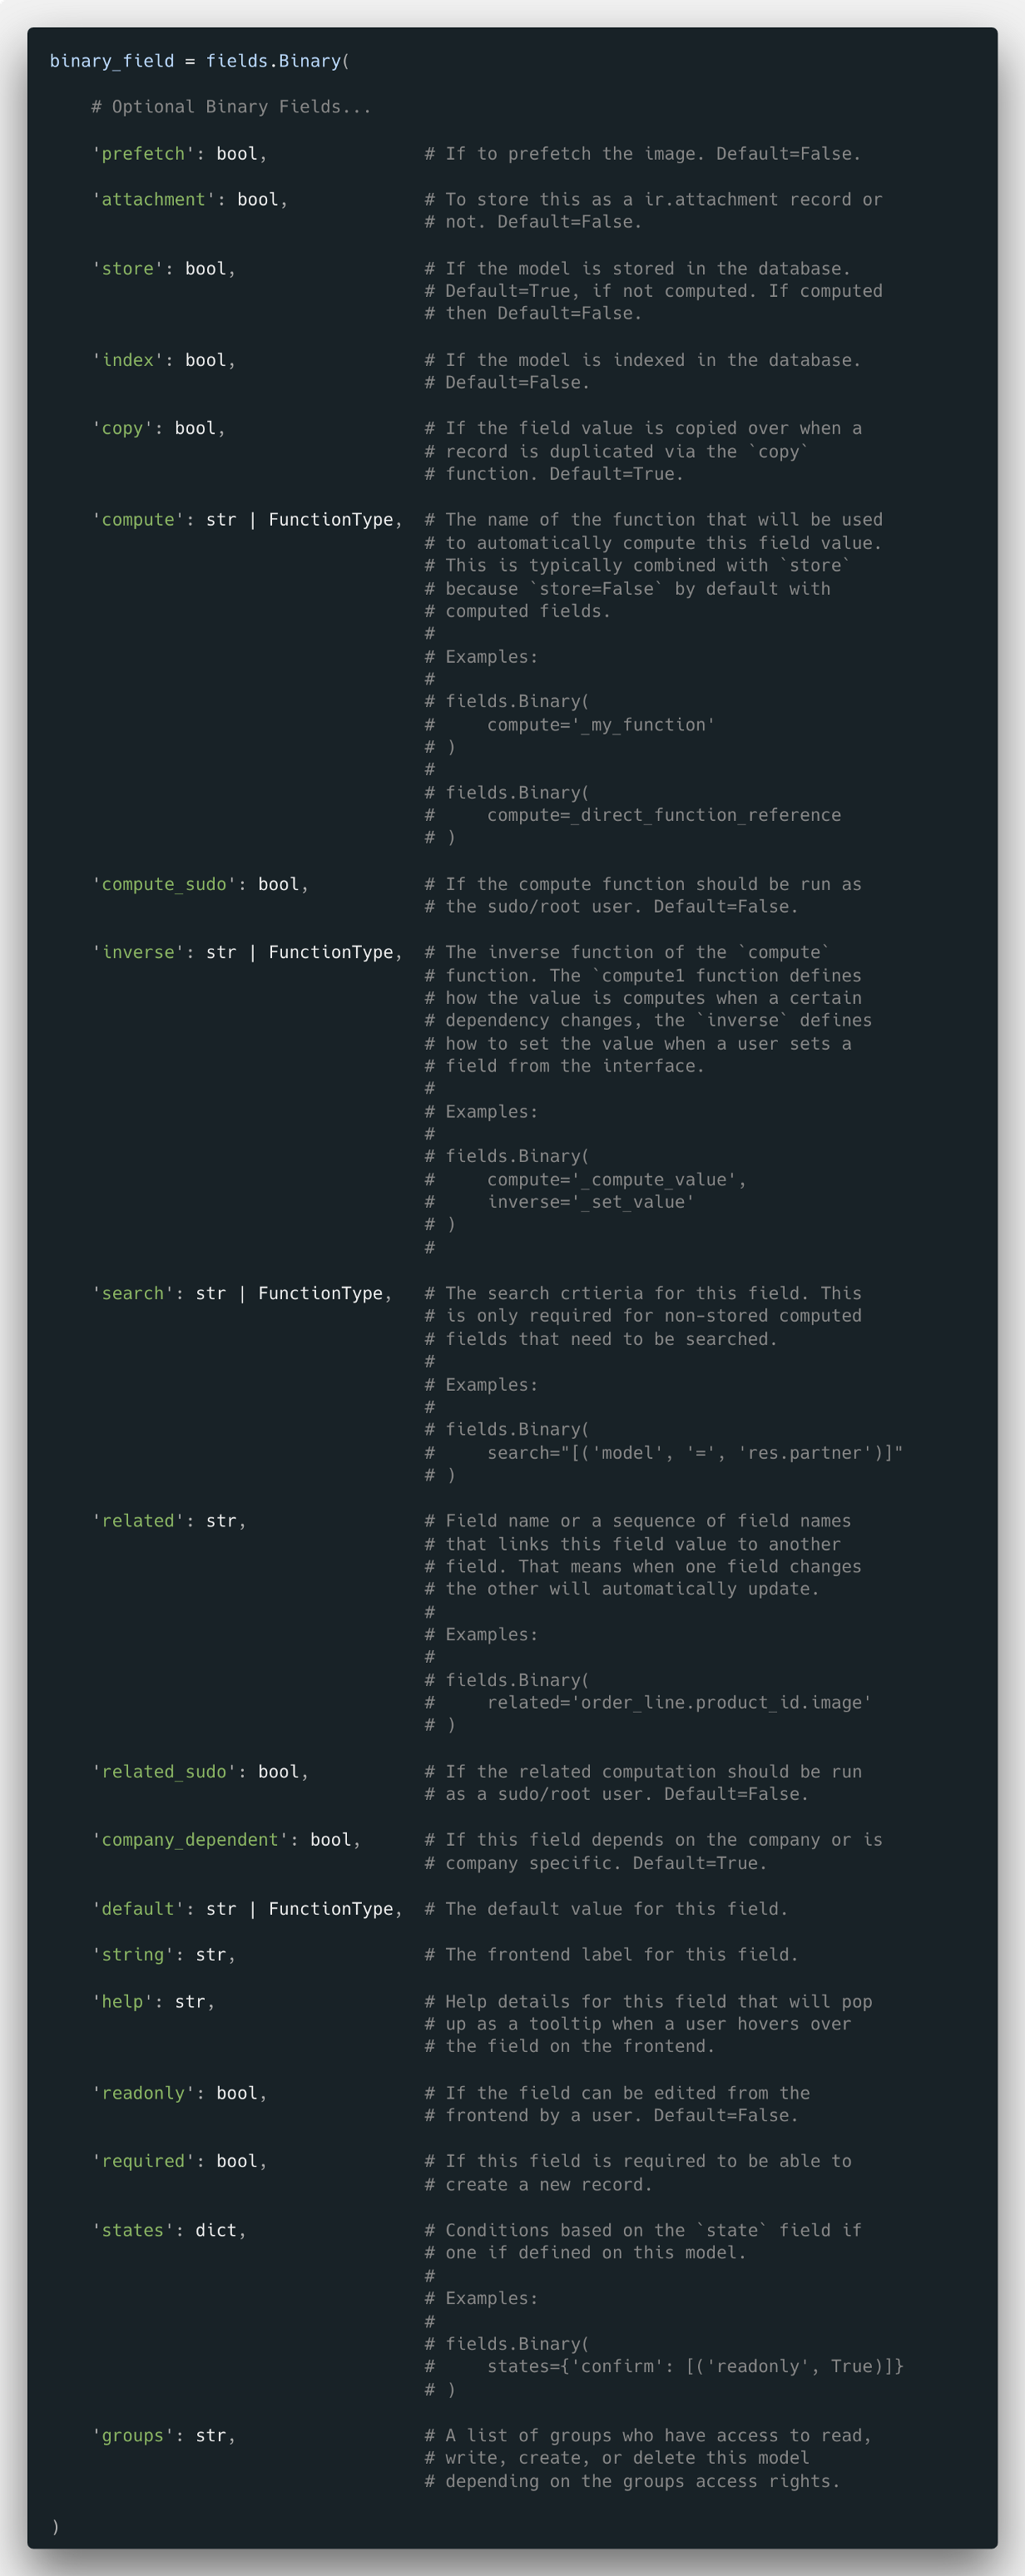 binary_field = fields.Binary(
# Optional Binary Fields...
'prefetch': bool, # If to prefetch the image. Default=False.
'attachment': bool, # To store this as a ir.attachment record or
# not. Default=False.
'store': bool, # If the model is stored in the database.
# Default=True, if not computed. If computed
# then Default=False.
'index': bool, # If the model is indexed in the database.
# Default=False.
'copy': bool, # If the field value is copied over when a
# record is duplicated via the `copy`
# function. Default=True.
'compute': str | FunctionType, # The name of the function that will be used
# to automatically compute this field value.
# This is typically combined with `store`
# because `store=False` by default with
# computed fields.
#
# Examples:
#
# fields.Binary(
#     compute='_my_function'
# )
#
# fields.Binary(
#     compute=_direct_function_reference
# )
'compute_sudo': bool, # If the compute function should be run as
# the sudo/root user. Default=False.
'inverse': str | FunctionType, # The inverse function of the `compute`
# function. The `compute1 function defines
# how the value is computes when a certain
# dependency changes, the `inverse` defines
# how to set the value when a user sets a
# field from the interface.
#
# Examples:
#
# fields.Binary(
#     compute='_compute_value',
#     inverse='_set_value'
# )
#
'search': str | FunctionType, # The search crtieria for this field. This
# is only required for non-stored computed
# fields that need to be searched.
#
# Examples:
#
# fields.Binary(
#     search="[('model', '=', 'res.partner')]"
# )
'related': str, # Field name or a sequence of field names
# that links this field value to another
# field. That means when one field changes
# the other will automatically update.
#
# Examples:
#
# fields.Binary(
#     related='order_line.product_id.image'
# )
'related_sudo': bool, # If the related computation should be run
# as a sudo/root user. Default=False.
'company_dependent': bool, # If this field depends on the company or is
# company specific. Default=True.
'default': str | FunctionType, # The default value for this field.
'string': str, # The frontend label for this field.
'help': str, # Help details for this field that will pop
# up as a tooltip when a user hovers over
# the field on the frontend.
'readonly': bool, # If the field can be edited from the
# frontend by a user. Default=False.
'required': bool, # If this field is required to be able to
# create a new record.
'states': dict, # Conditions based on the `state` field if
# one if defined on this model.
#
# Examples:
#
# fields.Binary(
#     states={'confirm': [('readonly', True)]}
# )
'groups': str, # A list of groups who have access to read,
# write, create, or delete this model
# depending on the groups access rights.
)